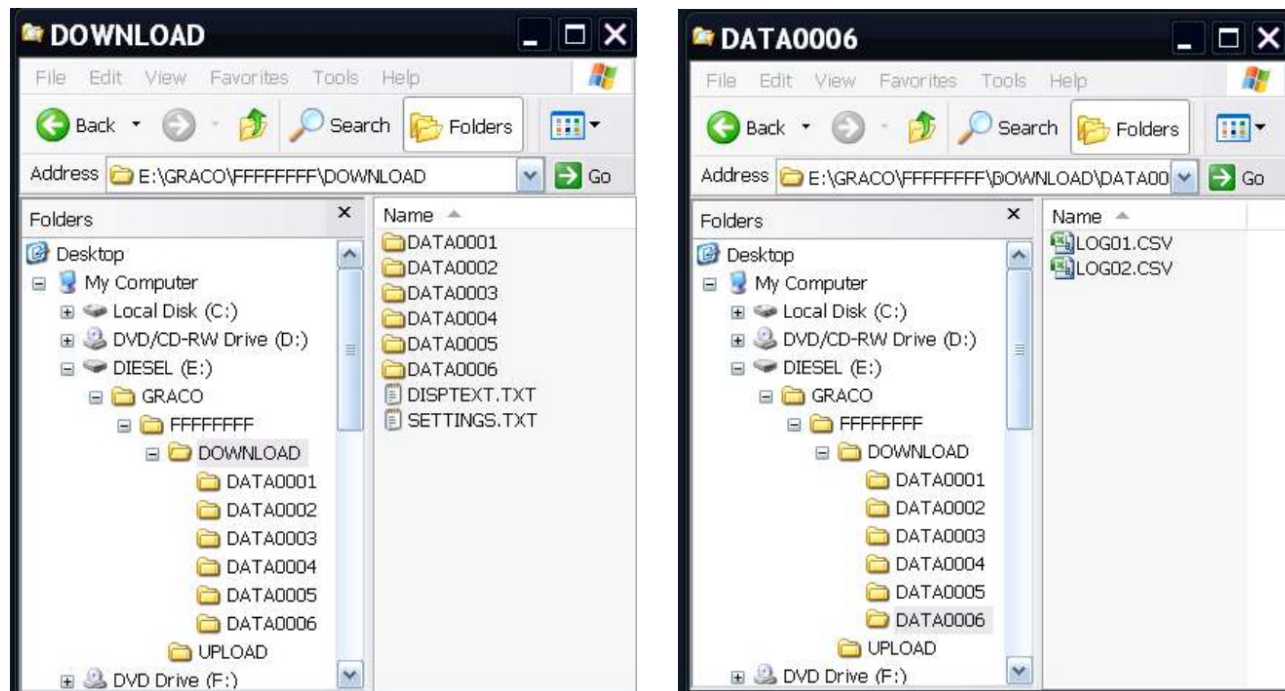 DOWNLOAD
File Edit View Favorites Tools Help
Back Search Folders
Address E:\GRACO\FFFFFFFF\DOWNLOAD Go
Folders x
Desktop
My Computer
Local Disk (C:)
DVD/CD-RW Drive (D:)
DIESEL (E:)
GRACO
FFFFFFFF
DOWNLOAD
DATA0001
DATA0002
DATA0003
DATA0004
DATA0005
DATA0006
UPLOAD
DVD Drive (F:)
Name
DATA0001
DATA0002
DATA0003
DATA0004
DATA0005
DATA0006
DISPTEXT.TXT
SETTINGS.TXT
DATA0006
File Edit View Favorites Tools Help
Back Search Folders
Address E:\GRACO\FFFFFFFF\DOWNLOAD\DATA00 Go
Folders x
Desktop
My Computer
Local Disk (C:)
DVD/CD-RW Drive (D:)
DIESEL (E:)
GRACO
FFFFFFFF
DOWNLOAD
DATA0001
DATA0002
DATA0003
DATA0004
DATA0005
DATA0006
UPLOAD
DVD Drive (F:)
Name
LOG01.CSV
LOG02.CSV